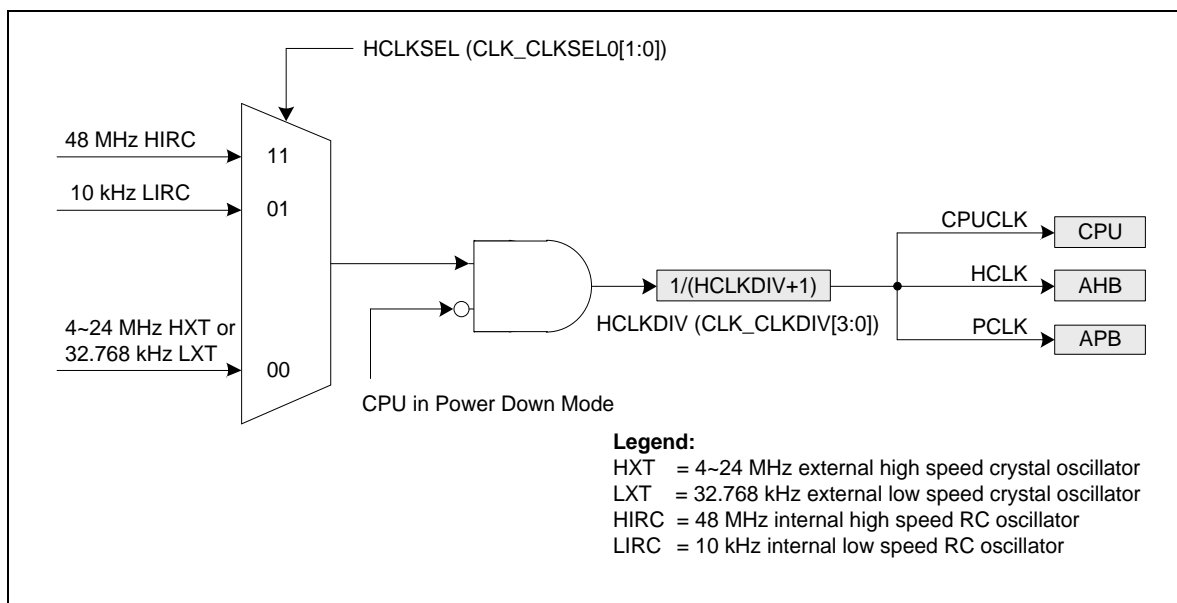 HCLKSEL (CLK_CLKSEL0[1:0])
48 MHz HIRC
11
10 kHz LIRC
01
4~24 MHz HXT or
32.768 kHz LXT
00
CPU in Power Down Mode
1/(HCLKDIV+1)
HCLKDIV (CLK_CLKDIV[3:0])
CPUCLK
CPU
HCLK
AHB
PCLK
APB
Legend:
HXT = 4~24 MHz external high speed crystal oscillator
LXT = 32.768 kHz external low speed crystal oscillator
HIRC = 48 MHz internal high speed RC oscillator
LIRC = 10 kHz internal low speed RC oscillator